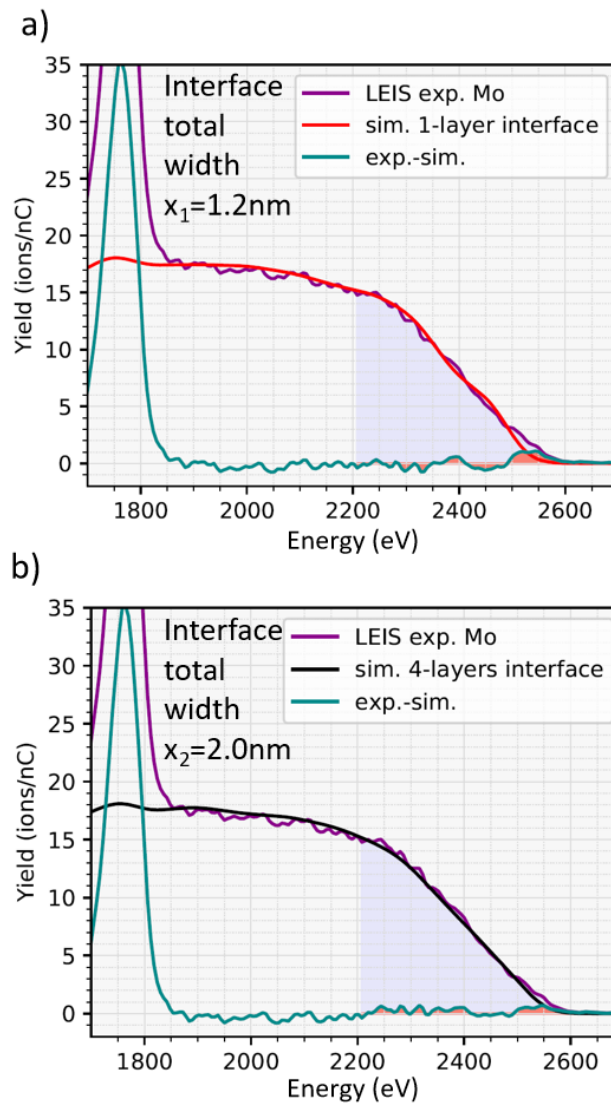 a)
Interface
total
width
x₁=1.2nm
LEIS exp. Mo
sim. 1-layer interface
exp.-sim.
Yield (ions/nC)
35
30
25
20
15
10
5
0
1800 2000 2200 2400 2600
Energy (eV)
b)
Interface
total
width
x₂=2.0nm
LEIS exp. Mo
sim. 4-layers interface
exp.-sim.
Yield (ions/nC)
35
30
25
20
15
10
5
0
1800 2000 2200 2400 2600
Energy (eV)